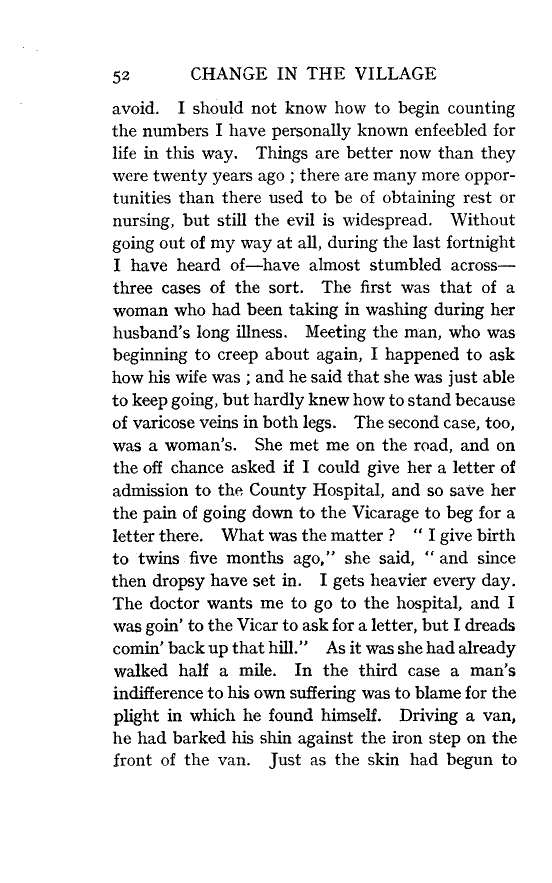 52 CHANGE IN THE VILLAGE
avoid. I should not know how to begin counting
the numbers I have personally known enfeebled for
life in this way. Things are better now than they
were twenty years ago ; there are many more oppor-
tunities than there used to be of obtaining rest or
nursing, but still the evil is widespread. Without
going out of my way at all, during the last fortnight
I have heard of—have almost stumbled across—
three cases of the sort. The first was that of a
woman who had been taking in washing during her
husband's long illness. Meeting the man, who was
beginning to creep about again, I happened to ask
how his wife was ; and he said that she was just able
to keep going, but hardly knew how to stand because
of varicose veins in both legs. The second case, too,
was a woman's. She met me on the road, and on
the off chance asked if I could give her a letter of
admission to the County Hospital, and so save her
the pain of going down to the Vicarage to beg for a
letter there. What was the matter ? " I give birth
to twins five months ago," she said, " and since
then dropsy have set in. I gets heavier every day.
The doctor wants me to go to the hospital, and I
was goin' to the Vicar to ask for a letter, but I dreads
comin' back up that hill." As it was she had already
walked half a mile. In the third case a man's
indifference to his own suffering was to blame for the
plight in which he found himself. Driving a van,
he had barked his shin against the iron step on the
front of the van. Just as the skin had begun to